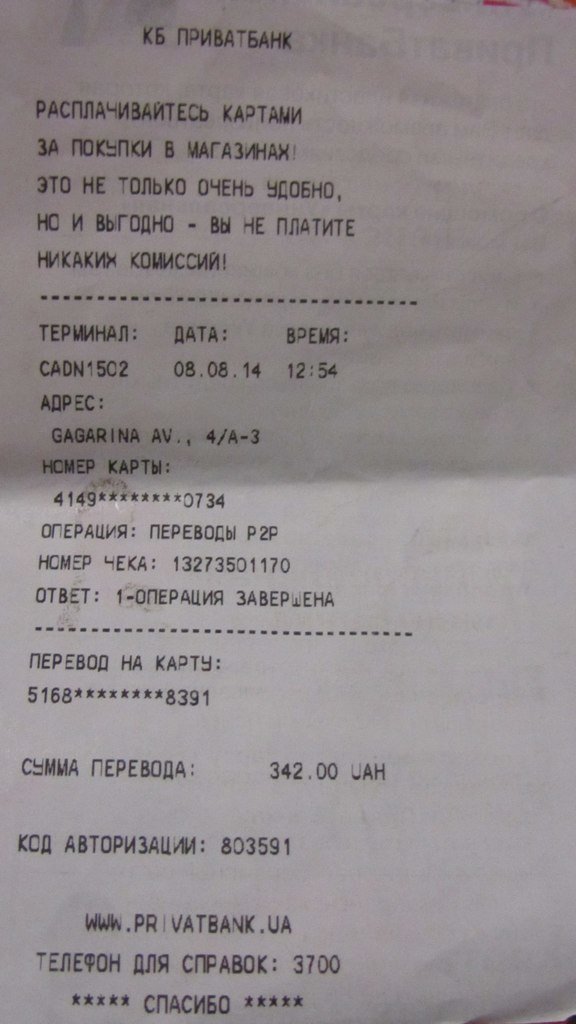 КБ ПРИВАТБАНК
РАСПЛАЧИВАЙТЕСЬ КАРТАМИ
ЗА ПОКУПКИ В МАГАЗИНАХ!
ЭТО НЕ ТОЛЬКО ОЧЕНЬ УДОБНО,
НО И ВЫГОДНО - ВЫ НЕ ПЛАТИТЕ
НИКАКИХ КОМИССИЙ!
------------------------------------
ТЕРМИНАЛ: ДАТА: ВРЕМЯ:
CADN1502 08.08.14 12:54
АДРЕС:
GAGARINA AV., 4/A-3
НОМЕР КАРТЫ:
4149********0734
ОПЕРАЦИЯ: ПЕРЕВОДЫ P2P
НОМЕР ЧЕКА: 13273501170
ОТВЕТ: 1-ОПЕРАЦИЯ ЗАВЕРШЕНА
------------------------------------
ПЕРЕВОД НА КАРТУ:
5168********8391
СУММА ПЕРЕВОДА: 342.00 UAH
КОД АВТОРИЗАЦИИ: 803591
WWW.PRIVATBANK.UA
ТЕЛЕФОН ДЛЯ СПРАВОК: 3700
***** СПАСИБО *****